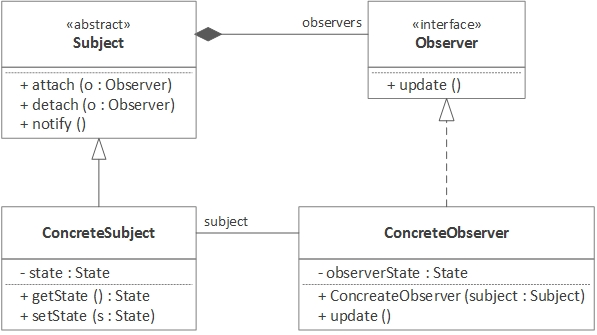 «abstract»
Subject
+ attach (o : Observer)
+ detach (o : Observer)
+ notify ()
observers
«interface»
Observer
+ update ()
ConcreteSubject
- state : State
+ getState () : State
+ setState (s : State)
subject
ConcreteObserver
- observerState : State
+ ConcreateObserver (subject : Subject)
+ update ()